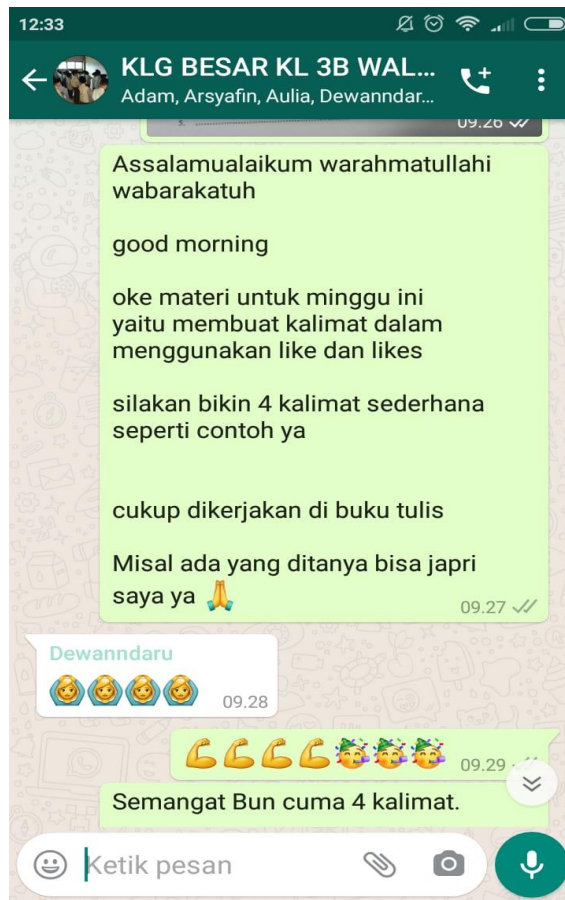 12:33
KLG BESAR KL 3B WAL...
Adam, Arsyafin, Aulia, Dewanndar...
09.26
Assalamualaikum warahmatullahi
wabarakatuh
good morning
oke materi untuk minggu ini
yaitu membuat kalimat dalam
menggunakan like dan likes
silakan bikin 4 kalimat sederhana
seperti contoh ya
cukup dikerjakan di buku tulis
Misal ada yang ditanya bisa japri
saya ya 🙏
09.27
Dewanndaru
🙆🙆🙆🙆 09.28
💪💪💪💪🥳🥳🥳 09.29
Semangat Bun cuma 4 kalimat.
Ketik pesan